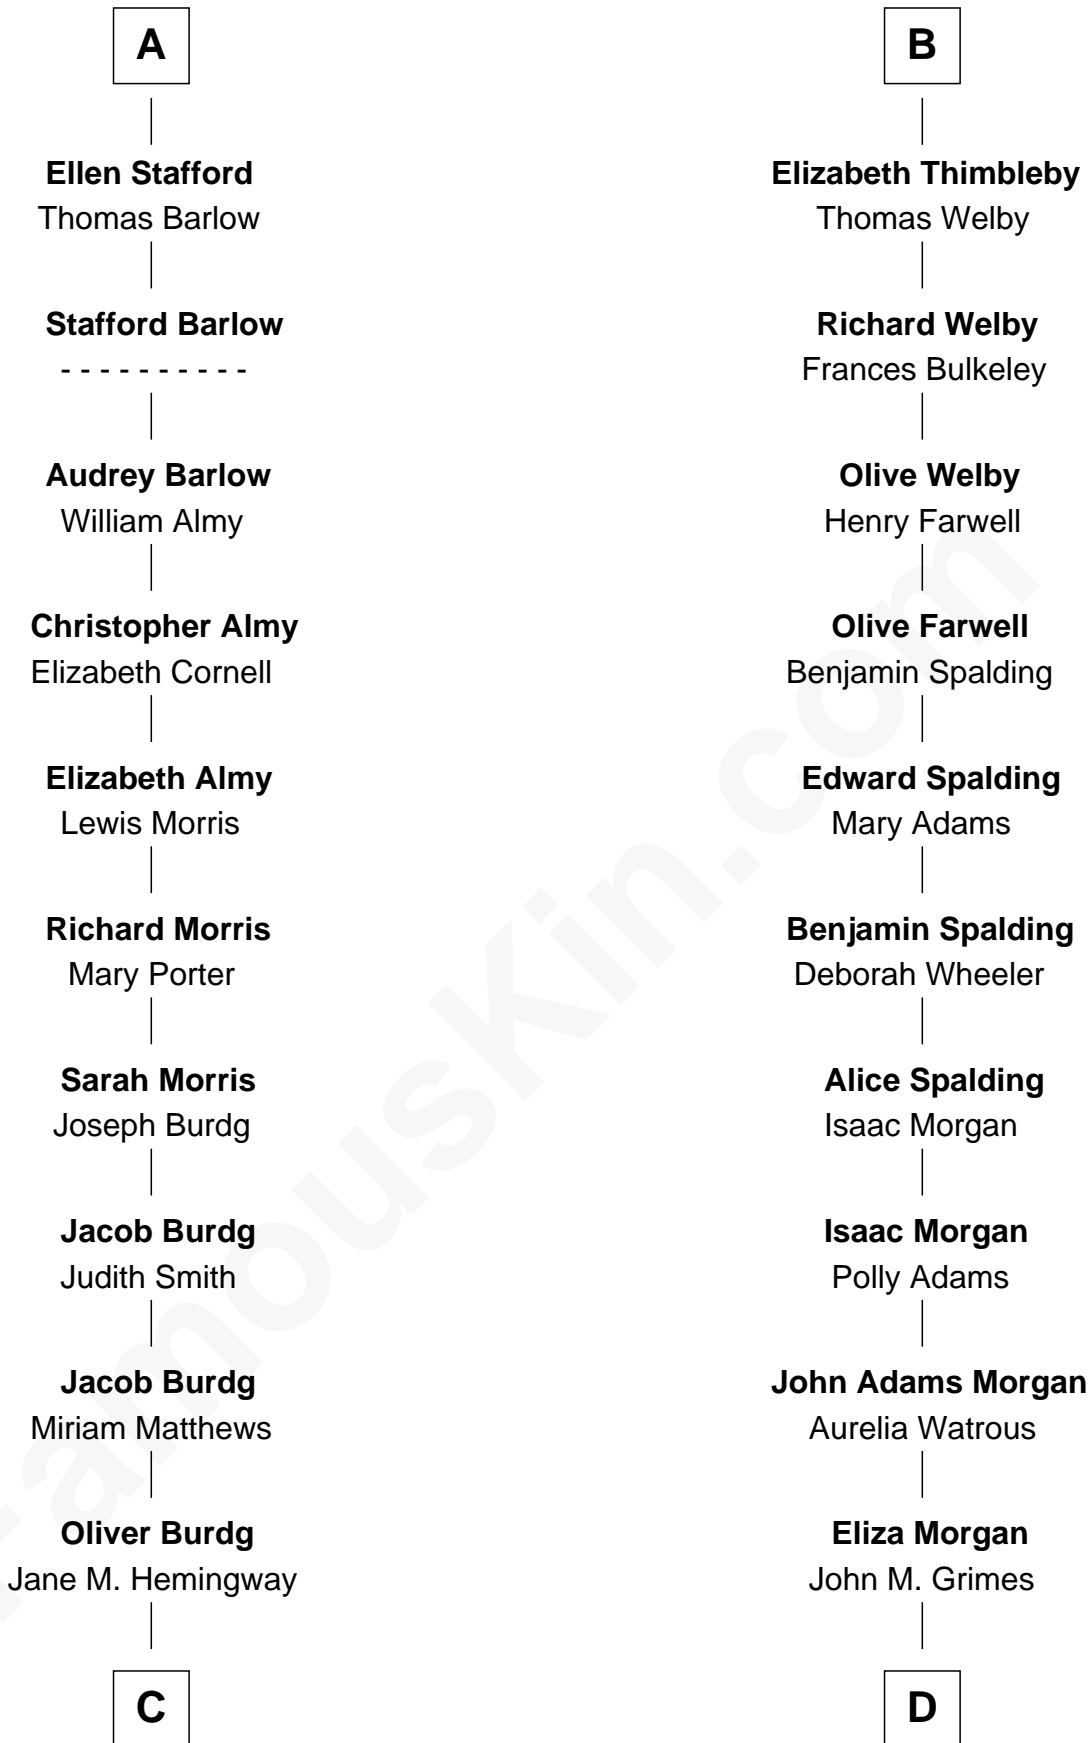 A
Ellen Stafford
Thomas Barlow
Stafford Barlow
- - - - - - - - - -
Audrey Barlow
William Almy
Christopher Almy
Elizabeth Cornell
Elizabeth Almy
Lewis Morris
Richard Morris
Mary Porter
Sarah Morris
Joseph Burdg
Jacob Burdg
Judith Smith
Jacob Burdg
Miriam Matthews
Oliver Burdg
Jane M. Hemingway
C
B
Elizabeth Thimbleby
Thomas Welby
Richard Welby
Frances Bulkeley
Olive Welby
Henry Farwell
Olive Farwell
Benjamin Spalding
Edward Spalding
Mary Adams
Benjamin Spalding
Deborah Wheeler
Alice Spalding
Isaac Morgan
Isaac Morgan
Polly Adams
John Adams Morgan
Aurelia Watrous
Eliza Morgan
John M. Grimes
D
FamousKin.com